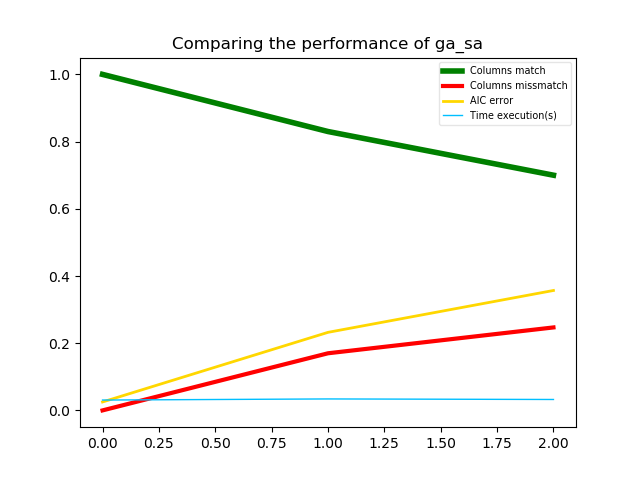 Comparing the performance of ga_sa
Columns match
Columns missmatch
AIC error
Time execution(s)
1.0
0.8
0.6
0.4
0.2
0.0
0.00 0.25 0.50 0.75 1.00 1.25 1.50 1.75 2.00